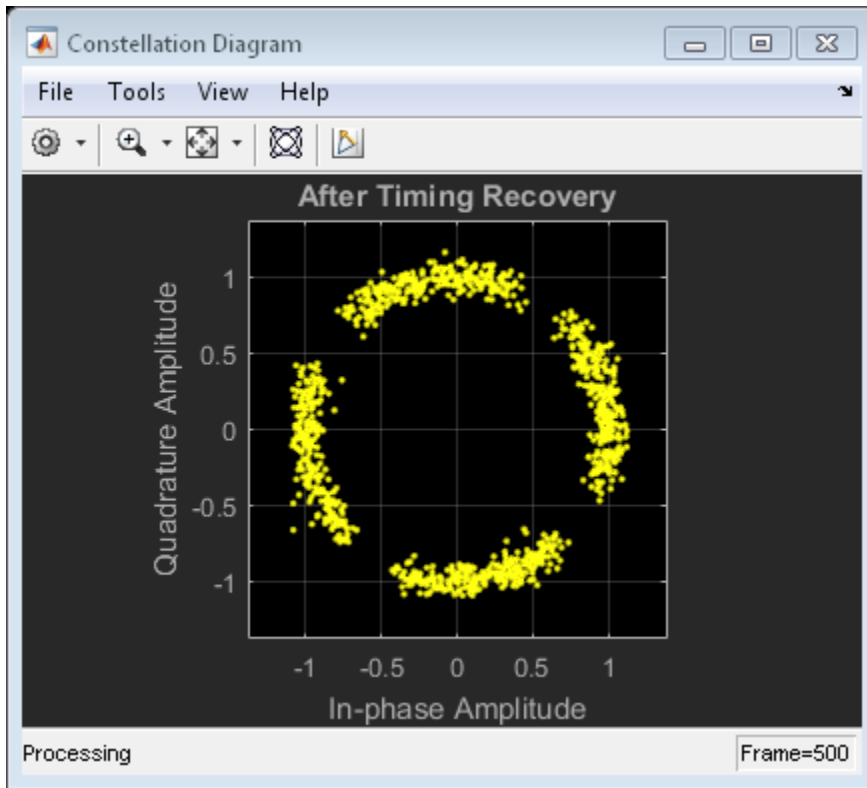 Constellation Diagram
File Tools View Help
After Timing Recovery
Quadrature Amplitude
1
0.5
0
-0.5
-1
-1 -0.5 0 0.5 1
In-phase Amplitude
Processing Frame=500